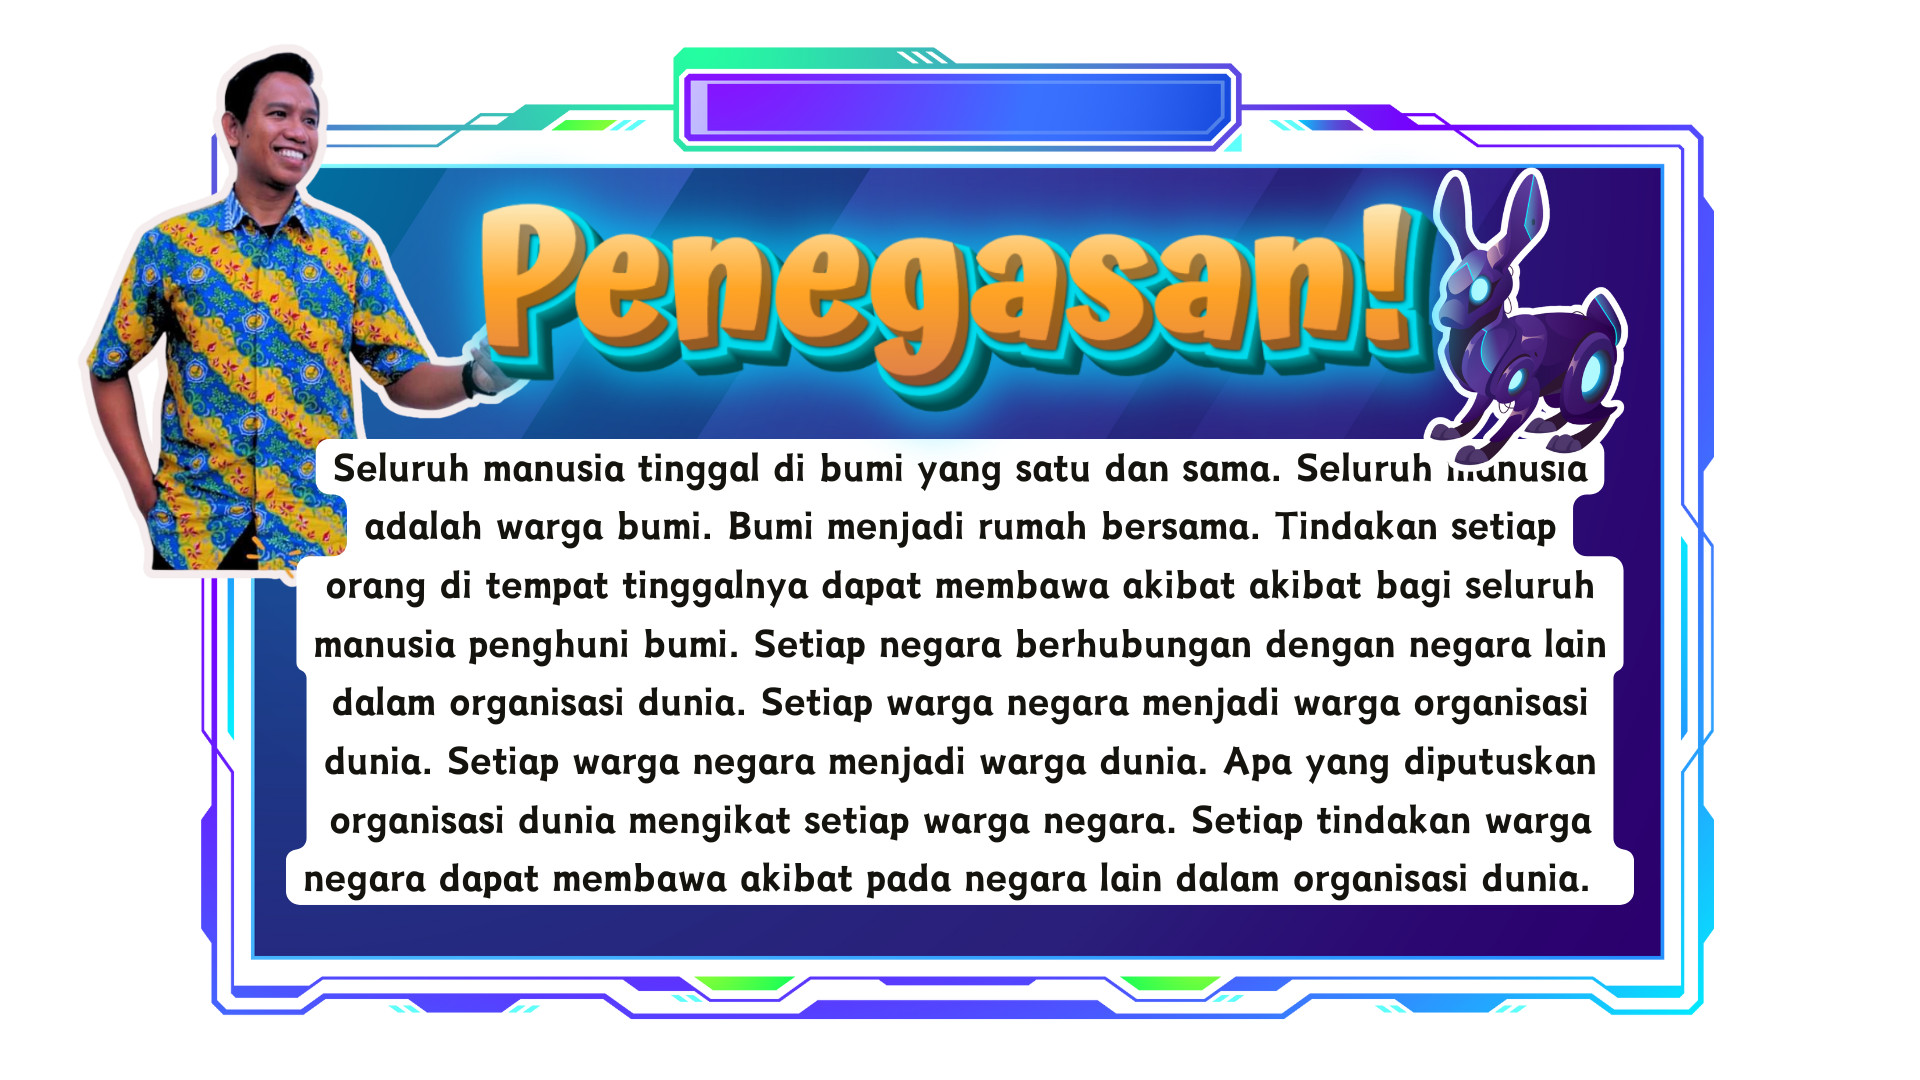 Penegasan!
Seluruh manusia tinggal di bumi yang satu dan sama. Seluruh manusia
adalah warga bumi. Bumi menjadi rumah bersama. Tindakan setiap
orang di tempat tinggalnya dapat membawa akibat akibat bagi seluruh
manusia penghuni bumi. Setiap negara berhubungan dengan negara lain
dalam organisasi dunia. Setiap warga negara menjadi warga organisasi
dunia. Setiap warga negara menjadi warga dunia. Apa yang diputuskan
organisasi dunia mengikat setiap warga negara. Setiap tindakan warga
negara dapat membawa akibat pada negara lain dalam organisasi dunia.